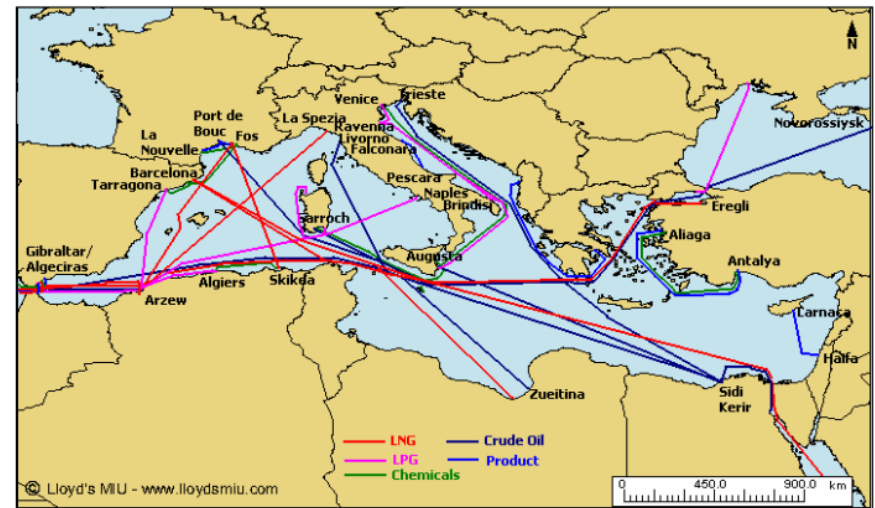 N
Venice
Trieste
Port de
Bouc
Fos
La Spezia
Ravenna
Livorno
Falconara
La
Nouvelle
Novorossiysk
Barcelona
Tarragona
Pescara
Naples
Brindisi
Eregli
Sarroch
Aliaga
Gibraltar/
Algeciras
Augusta
Antalya
Algiers
Skikda
Arzew
Larnaca
Haifa
Zueitina
Sidi
Kerir
LNG
Crude Oil
LPG
Product
Chemicals
© Lloyd's MIU - www.lloydsmiu.com
0 450.0 900.0 km